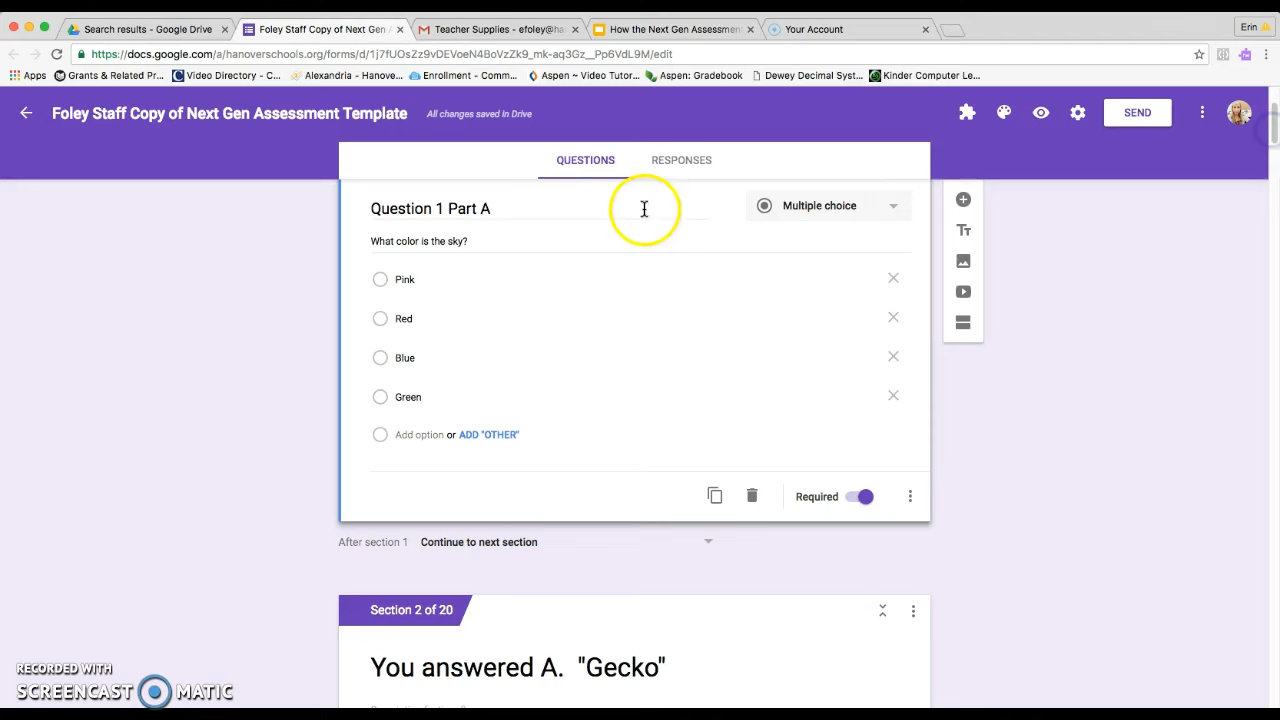 Search results - Google Drive
Foley Staff Copy of Next Gen
Teacher Supplies - efoley@ha
How the Next Gen Assessmen
Your Account
Erin
https://docs.google.com/a/hanoverschools.org/forms/d/1j7fUOsZz9vDEVoeN4BoVzZk9_mk-aq3Gz__Pp6VdL9M/edit
Apps
Grants & Related Pr...
Video Directory - C...
Alexandria - Hanove...
Enrollment - Comm...
Aspen ~ Video Tutor...
Aspen: Gradebook
Dewey Decimal Syst...
Kinder Computer Le...
Foley Staff Copy of Next Gen Assessment Template
All changes saved in Drive
SEND
QUESTIONS RESPONSES
Question 1 Part A
Multiple choice
What color is the sky?
Pink
Red
Blue
Green
Add option or ADD "OTHER"
Required
After section 1 Continue to next section
Section 2 of 20
You answered A. "Gecko"
RECORDED WITH
SCREENCAST MATIC